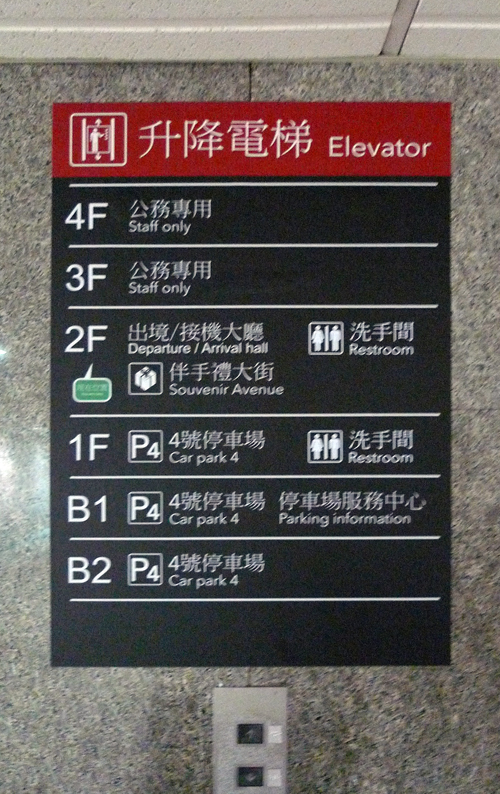 升降電梯 Elevator
4F 公務專用
Staff only
3F 公務專用
Staff only
2F 出境/接機大廳 洗手間
Departure / Arrival hall Restroom
伴手禮大街
Souvenir Avenue
1F P4 4號停車場 洗手間
Car park 4 Restroom
B1 P4 4號停車場 停車場服務中心
Car park 4 Parking information
B2 P4 4號停車場
Car park 4